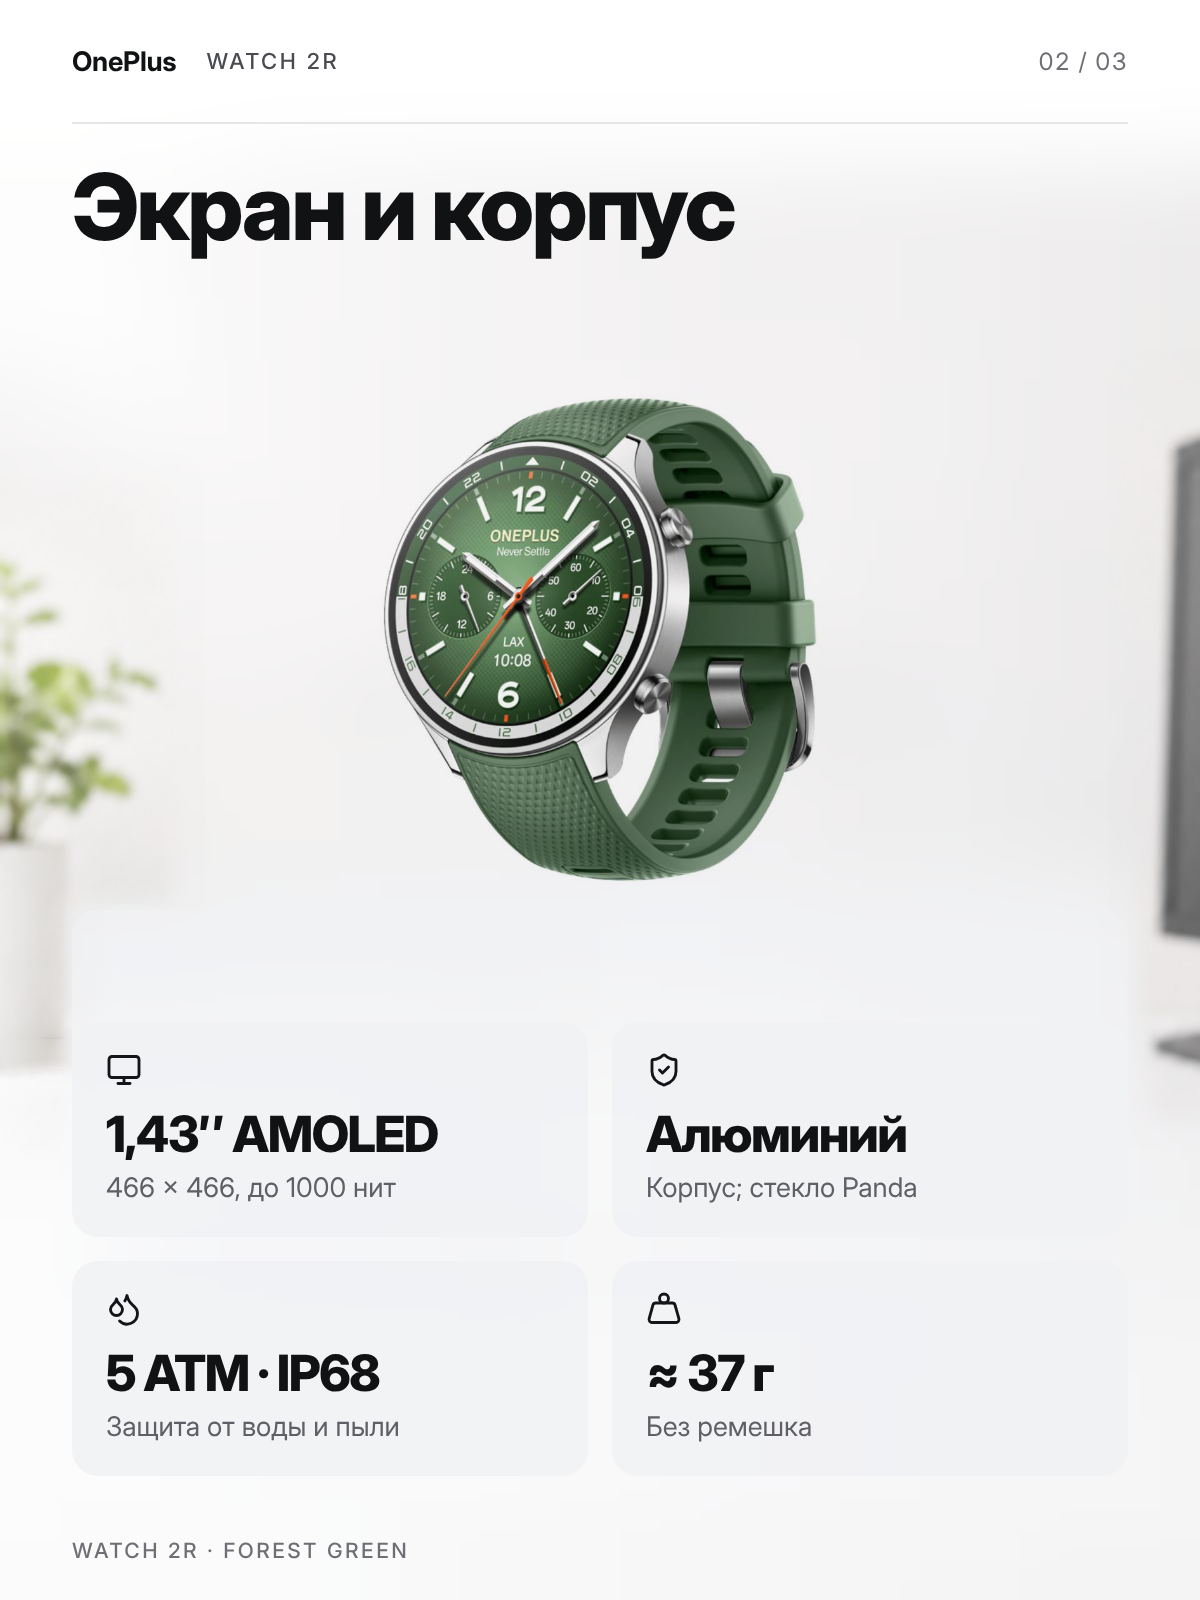 OnePlus WATCH 2R 02 / 03
Экран и корпус
12
ONEPLUS
Never Settle
LAX
10:08
6
1,43″ AMOLED
466 × 466, до 1000 нит
Алюминий
Корпус; стекло Panda
5 ATM · IP68
Защита от воды и пыли
≈ 37 г
Без ремешка
WATCH 2R · FOREST GREEN